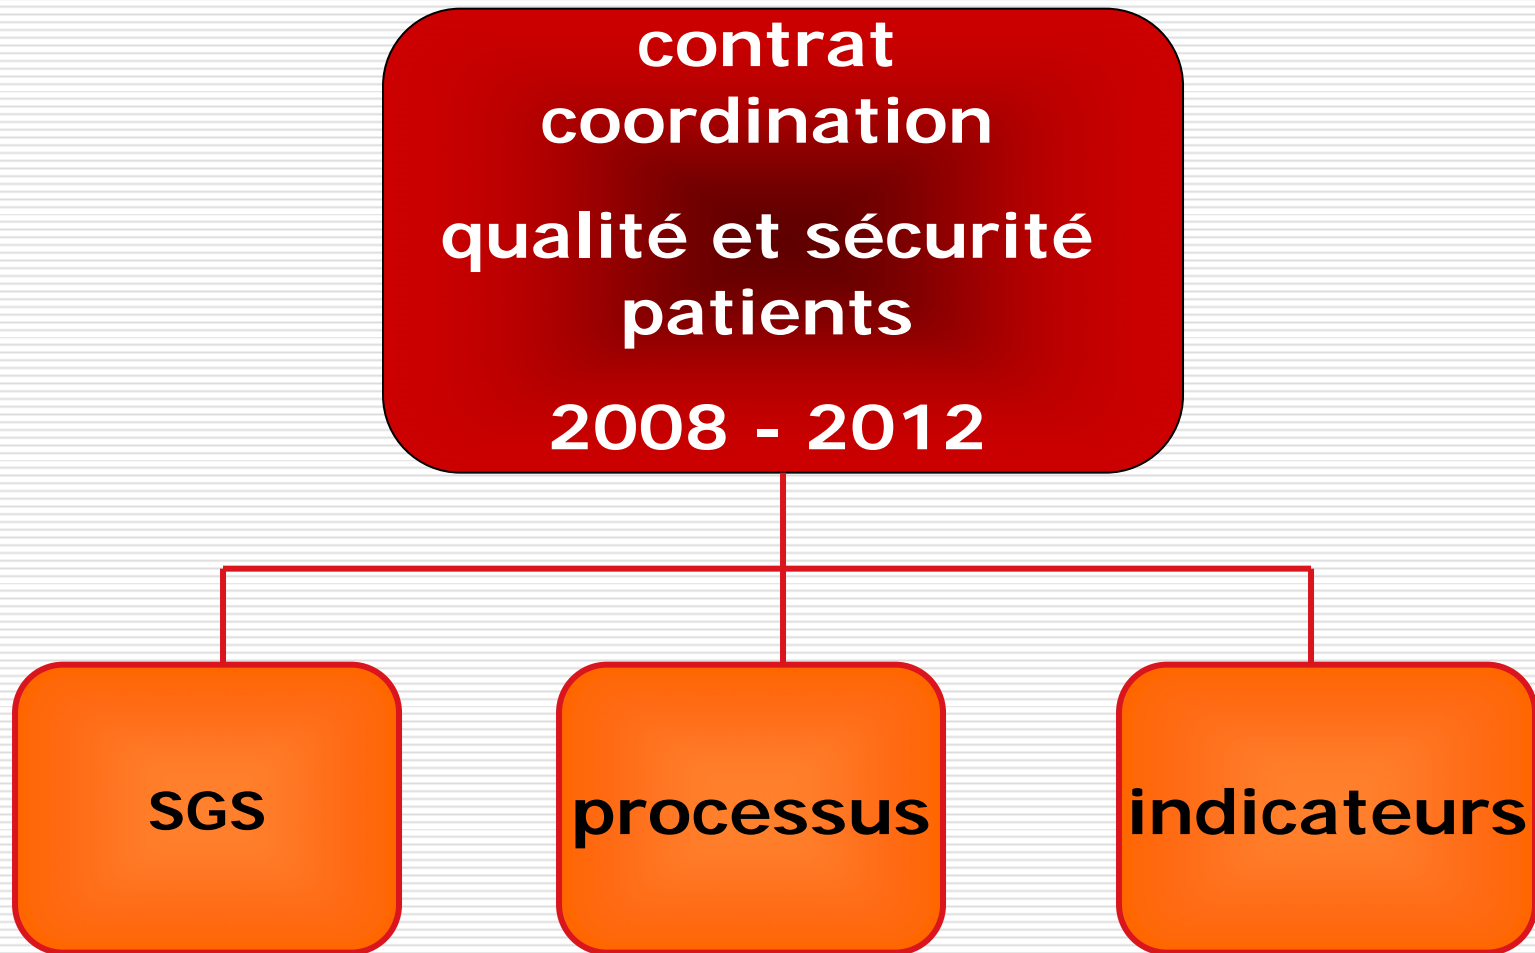 contrat
coordination
qualité et sécurité
patients
2008 - 2012
SGS
processus
indicateurs